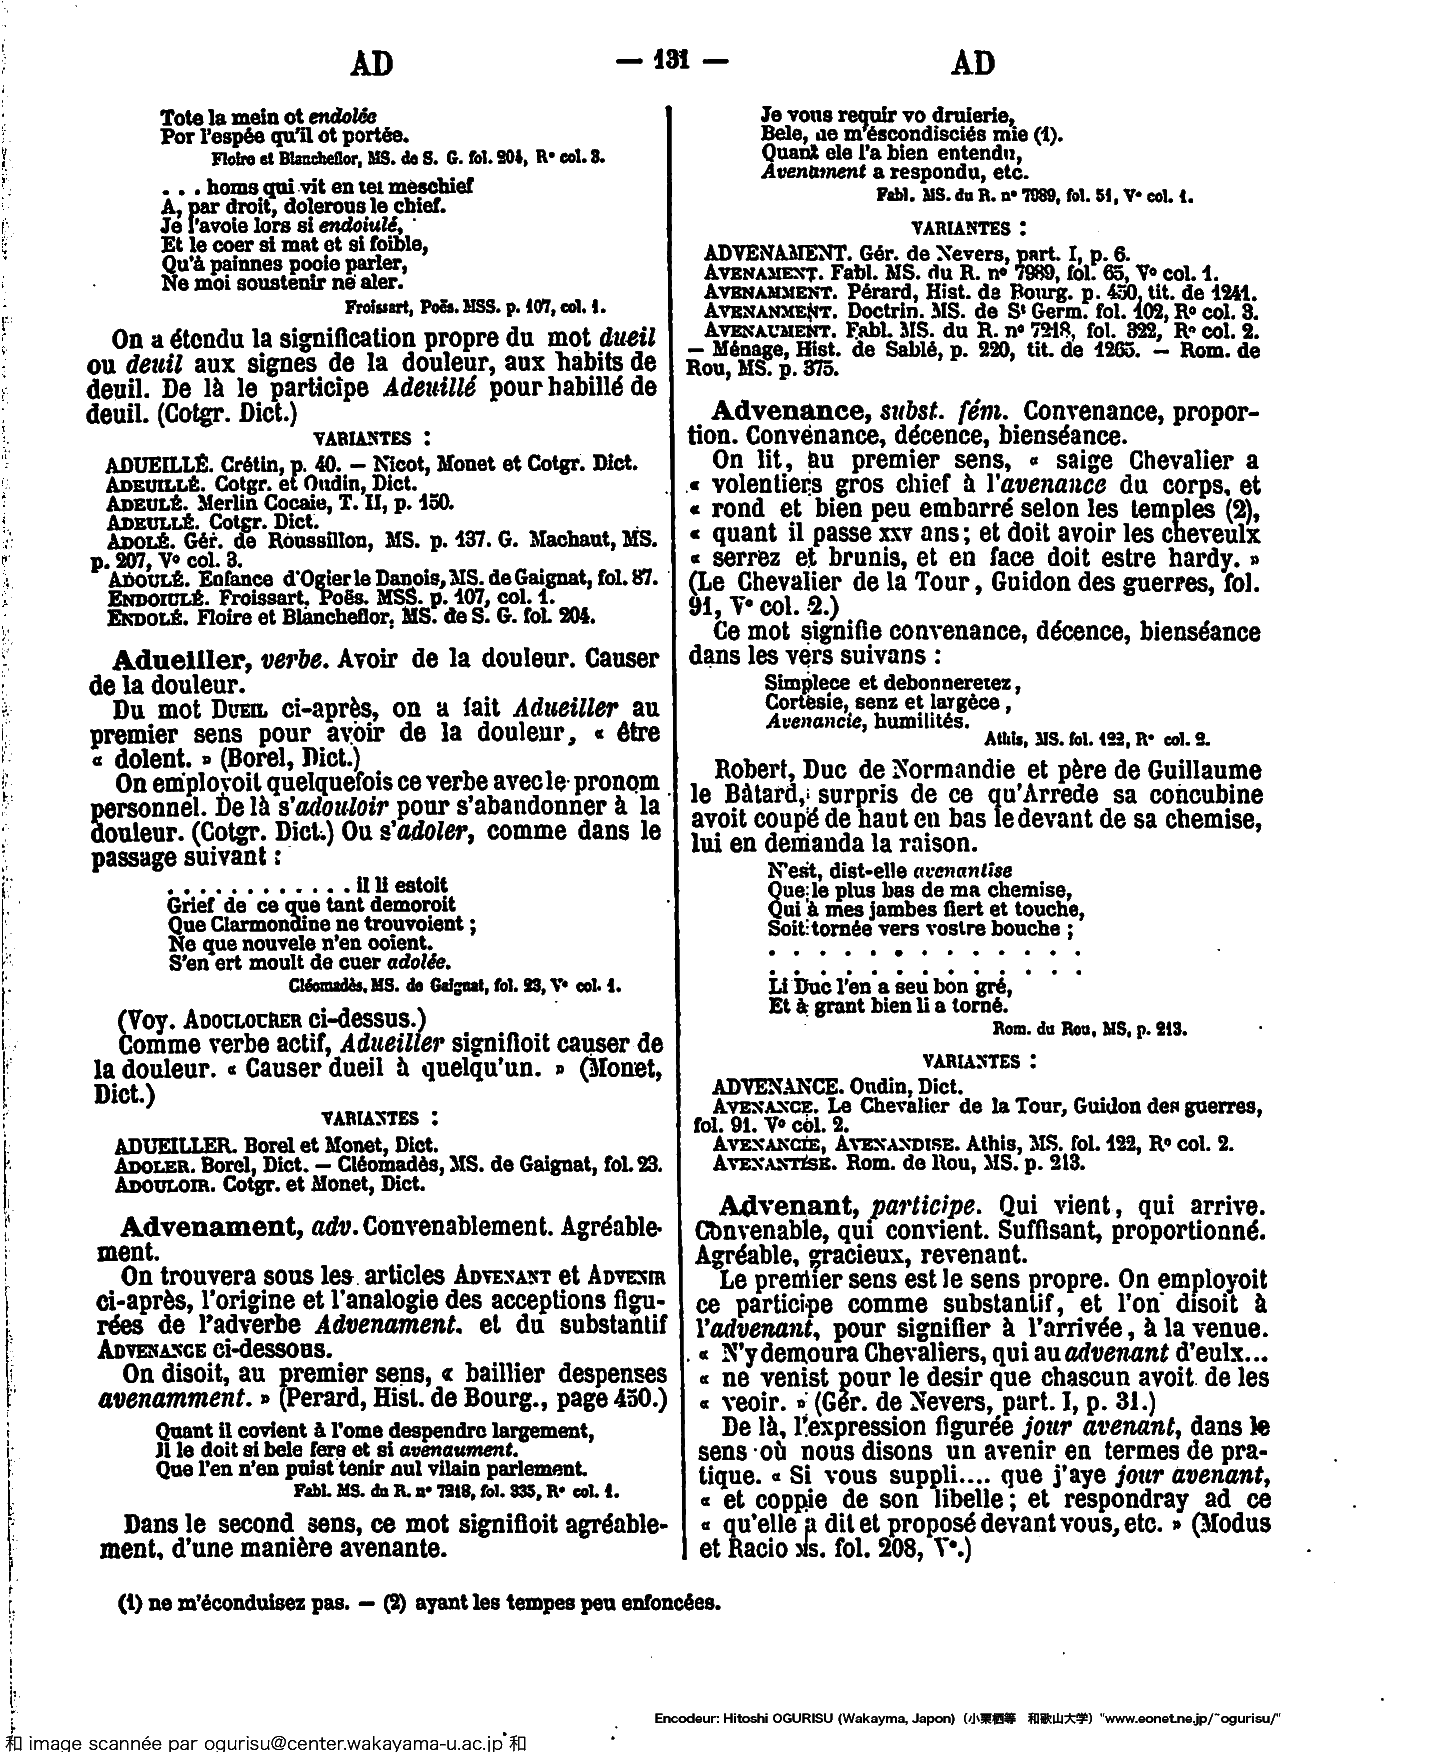 AD — 131 — AD
Tote la mein ot endolée
Por l'espée qu'il ot portée.
Floire et Blancheflor, MS. de S. G. fol. 204, R° col. 3.
. . . homs qui vit en tel meschief
A, par droit, dolerous le chief.
Je l'avoie lors si endoiulé,
Et le coer si mat et si foible,
Qu'à painnes pooie parler,
Ne moi soustenir ne aler.
Froissart, Poës. MSS. p. 107, col. 1.
On a étendu la signification propre du mot dueil
ou deuil aux signes de la douleur, aux habits de
deuil. De là le participe Adeuillé pour habillé de
deuil. (Cotgr. Dict.)
VARIANTES :
ADUEILLÉ. Crétin, p. 40. — Nicot, Monet et Cotgr. Dict.
ADEUILLÉ. Cotgr. et Oudin, Dict.
ADEULÉ. Merlin Cocaie, T. II, p. 150.
ADEULLÉ. Cotgr. Dict.
ADOLÉ. Gér. de Roussillon, MS. p. 137. G. Machaut, MS.
p. 207, V° col. 3.
ADOULÉ. Enfance d'Ogier le Danois, MS. de Gaignat, fol. 87.
ENDOIULÉ. Froissart, Poës. MSS. p. 107, col. 1.
ENDOLÉ. Floire et Blancheflor, MS. de S. G. fol. 204.
Adueiller, verbe. Avoir de la douleur. Causer
de la douleur.
Du mot DUEIL ci-après, on a fait Adueiller au
premier sens pour avoir de la douleur, « être
« dolent. » (Borel, Dict.)
On employoit quelquefois ce verbe avec le pronom
personnel. De là s'adouloir pour s'abandonner à la
douleur. (Cotgr. Dict.) Ou s'adoler, comme dans le
passage suivant :
. . . . . . . . . . . . il li estoit
Grief de ce que tant demoroit
Que Clarmondine ne trouvoient ;
Ne que nouvele n'en ooient.
S'en ert moult de cuer adolée.
Cléomadès, MS. de Gaignat, fol. 23, V° col. 1.
(Voy. ADOULOURER ci-dessus.)
Comme verbe actif, Adueiller signifioit causer de
la douleur. « Causer dueil à quelqu'un. » (Monet,
Dict.)
VARIANTES :
ADUEILLER. Borel et Monet, Dict.
ADOLER. Borel, Dict. — Cléomadès, MS. de Gaignat, fol. 23.
ADOULOIR. Cotgr. et Monet, Dict.
Advenament, adv. Convenablement. Agréable-
ment.
On trouvera sous les articles ADVENANT et ADVENIR
ci-après, l'origine et l'analogie des acceptions figu-
rées de l'adverbe Advenament. et du substantif
ADVENANCE ci-dessous.
On disoit, au premier sens, « baillier despenses
avenamment. » (Perard, Hist. de Bourg., page 450.)
Quant il covient à l'ome despendre largement,
Il le doit si bele fere et si avenaument.
Que l'en n'en puist tenir nul vilain parlement.
Fabl. MS. du R. n° 7218, fol. 335, R° col. 1.
Dans le second sens, ce mot signifioit agréable-
ment, d'une manière avenante.
Je vous requir vo druierie,
Bele, ne m'escondisciés mie (1).
Quant ele l'a bien entendu,
Avenament a respondu, etc.
Fabl. MS. du R. n° 7989, fol. 51, V° col. 1.
VARIANTES :
ADVENAMENT. Gér. de Nevers, part. I, p. 6.
AVENAMENT. Fabl. MS. du R. n° 7989, fol. 65, V° col. 1.
AVENAMMENT. Pérard, Hist. de Bourg. p. 450, tit. de 1241.
AVENANMENT. Doctrin. MS. de St Germ. fol. 102, R° col. 3.
AVENAUMENT. Fabl. MS. du R. n° 7218, fol. 322, R° col. 2.
— Ménage, Hist. de Sablé, p. 220, tit. de 1265. — Rom. de
Rou, MS. p. 375.
Advenance, subst. fém. Convenance, propor-
tion. Convenance, décence, bienséance.
On lit, au premier sens, « saige Chevalier a
« volentiers gros chief à l'avenance du corps, et
« rond et bien peu embarré selon les temples (2),
« quant il passe XXV ans ; et doit avoir les cheveulx
« serrez et brunis, et en face doit estre hardy. »
(Le Chevalier de la Tour, Guidon des guerres, fol.
91, V° col. 2.)
Ce mot signifie convenance, décence, bienséance
dans les vers suivans :
Simplece et debonneretez,
Cortesie, senz et largèce,
Avenancie, humilités.
Athis, MS. fol. 122, R° col. 2.
Robert, Duc de Normandie et père de Guillaume
le Bâtard, surpris de ce qu'Arrede sa concubine
avoit coupé de haut en bas le devant de sa chemise,
lui en demanda la raison.
N'est, dist-elle avenantise
Que le plus bas de ma chemise,
Qui à mes jambes fiert et touche,
Soit tornée vers vostre bouche ;
. . . . . . . . . . . . . .
. . . . . . . . . . . . . .
Li Duc l'en a seu bon gré,
Et à grant bien li a torné.
Rom. du Rou, MS, p. 213.
VARIANTES :
ADVENANCE. Oudin, Dict.
AVENANCE. Le Chevalier de la Tour, Guidon des guerres,
fol. 91. V° col. 2.
AVENANCIE, AVENANDISE. Athis, MS. fol. 122, R° col. 2.
AVENANTISE. Rom. de Rou, MS. p. 213.
Advenant, participe. Qui vient, qui arrive.
Convenable, qui convient. Suffisant, proportionné.
Agréable, gracieux, revenant.
Le premier sens est le sens propre. On employoit
ce participe comme substantif, et l'on disoit à
l'advenant, pour signifier à l'arrivée, à la venue.
« N'y demoura Chevaliers, qui au advenant d'eulx...
« ne venist pour le desir que chascun avoit de les
« veoir. » (Gér. de Nevers, part. I, p. 31.)
De là, l'expression figurée jour avenant, dans le
sens où nous disons un avenir en termes de pra-
tique. « Si vous suppli.... que j'aye jour avenant,
« et coppie de son libelle ; et respondray ad ce
« qu'elle a dit et proposé devant vous, etc. » (Modus
et Racio MS. fol. 208, V°.)
(1) ne m'éconduisez pas. — (2) ayant les tempes peu enfoncées.
Encodeur: Hitoshi OGURISU (Wakayma, Japon) (小栗栖等 和歌山大学) "www.eonet.ne.jp/~ogurisu/"
和 image scannée par ogurisu@center.wakayama-u.ac.jp 和